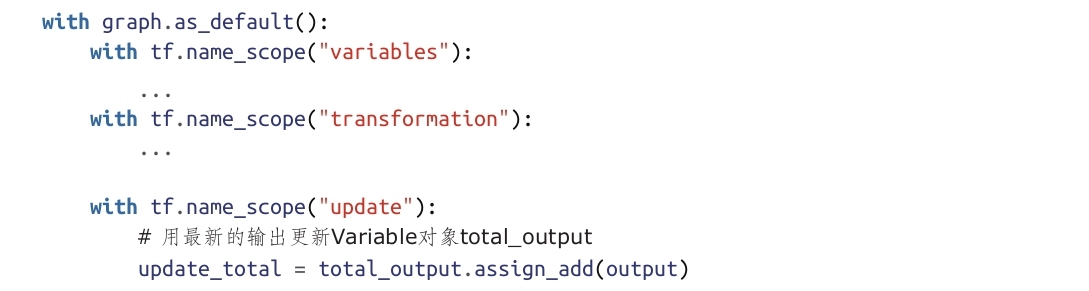 with graph.as_default():
    with tf.name_scope("variables"):
        ...
    with tf.name_scope("transformation"):
        ...
    with tf.name_scope("update"):
        # 用最新的输出更新Variable对象total_output
        update_total = total_output.assign_add(output)